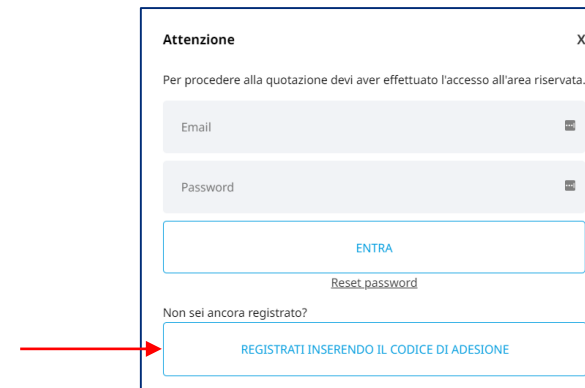 Attenzione X
Per procedere alla quotazione devi aver effettuato l'accesso all'area riservata.
Email
Password
ENTRA
Reset password
Non sei ancora registrato?
REGISTRATI INSERENDO IL CODICE DI ADESIONE